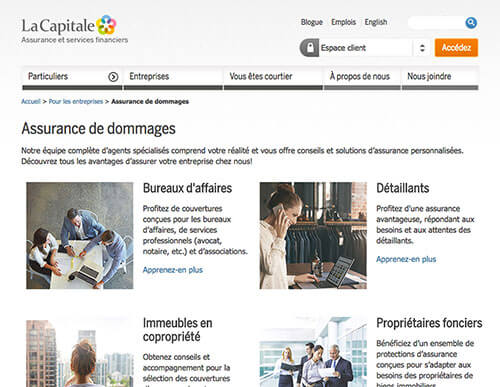 La Capitale
Assurance et services financiers
Blogue Emplois English
Espace client Accédez
Particuliers Entreprises Vous êtes courtier À propos de nous Nous joindre
Accueil > Pour les entreprises > Assurance de dommages
Assurance de dommages
Notre équipe complète d'agents spécialisés comprend votre réalité et vous offre conseils et solutions d'assurance personnalisées.
Découvrez tous les avantages d'assurer votre entreprise chez nous!
Bureaux d'affaires
Profitez de couvertures
conçues pour les bureaux
d'affaires, de services
professionnels (avocat,
notaire, etc.) et d'associations.
Apprenez-en plus
Détaillants
Profitez d'une assurance
avantageuse, répondant aux
besoins et aux attentes des
détaillants.
Apprenez-en plus
Immeubles en
copropriété
Obtenez conseils et
accompagnement pour la
sélection des couvertures
Propriétaires fonciers
Bénéficiez d'un ensemble de
protections d'assurance
conçues pour s'adapter aux
besoins des propriétaires de
biens immobiliers